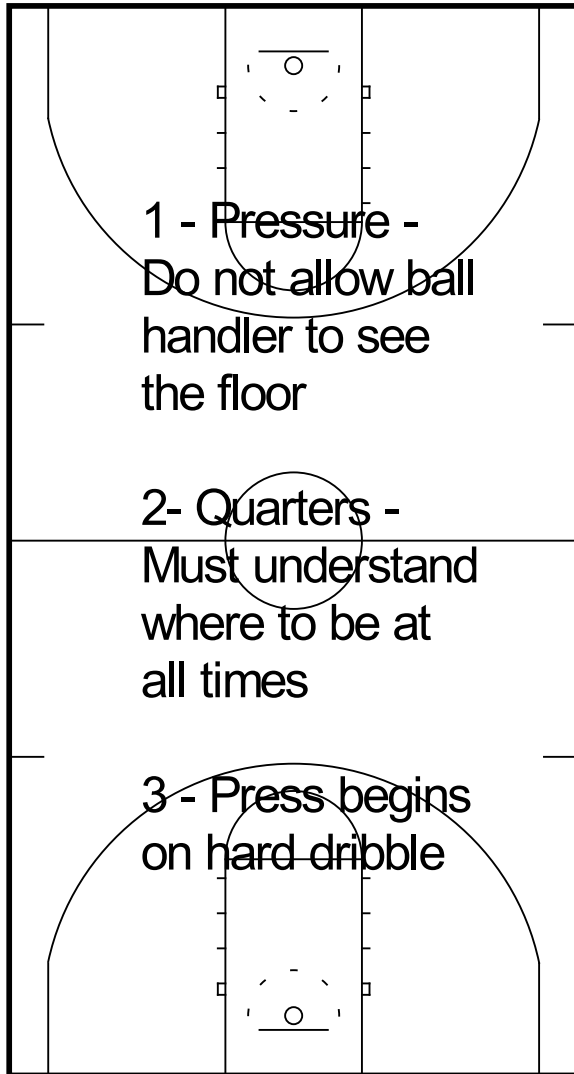 1 - Pressure -
Do not allow ball
handler to see
the floor
2- Quarters -
Must understand
where to be at
all times
3 - Press begins
on hard dribble